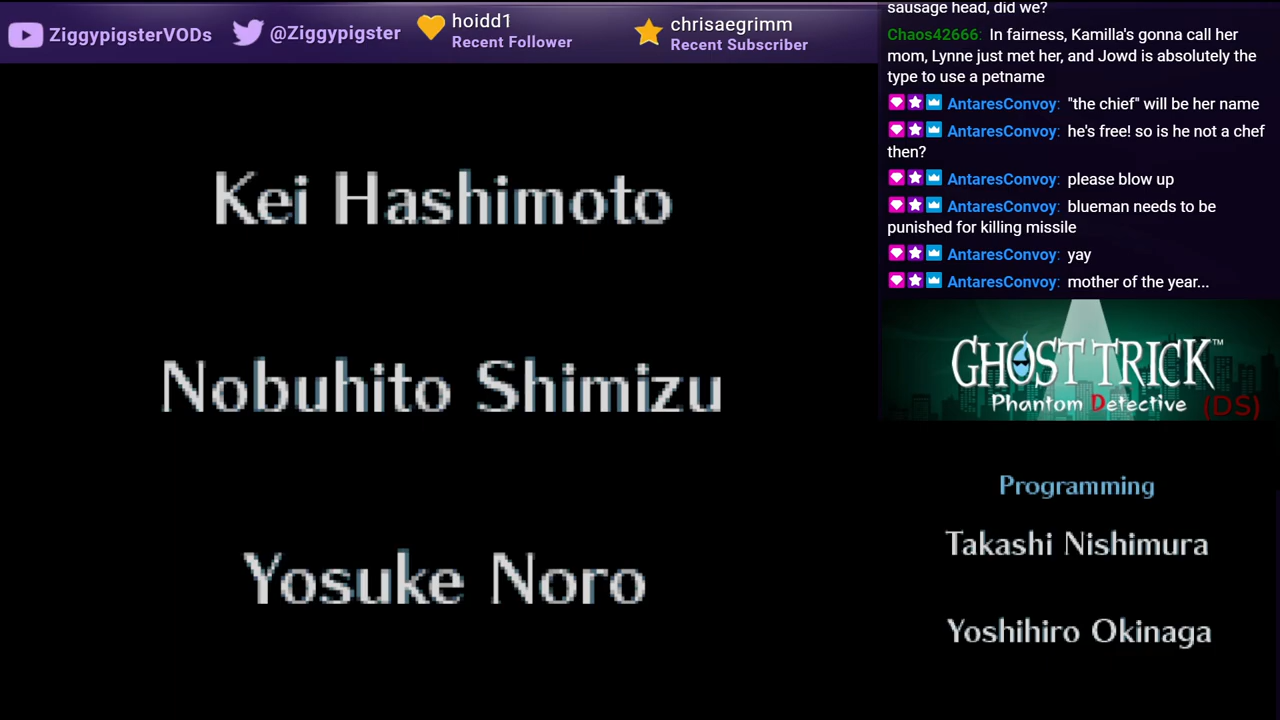 ZiggypigsterVODs
@Ziggypigster
hoidd1
Recent Follower
chrisaegrimm
Recent Subscriber
Kei Hashimoto
Nobuhito Shimizu
Yosuke Noro
sausage head, did we?
Chaos42666: In fairness, Kamilla's gonna call her
mom, Lynne just met her, and Jowd is absolutely the
type to use a petname
AntaresConvoy: "the chief" will be her name
AntaresConvoy: he's free! so is he not a chef
then?
AntaresConvoy: please blow up
AntaresConvoy: blueman needs to be
punished for killing missile
AntaresConvoy: yay
AntaresConvoy: mother of the year...
GHOST TRICK™
Phantom Detective (DS)
Programming
Takashi Nishimura
Yoshihiro Okinaga